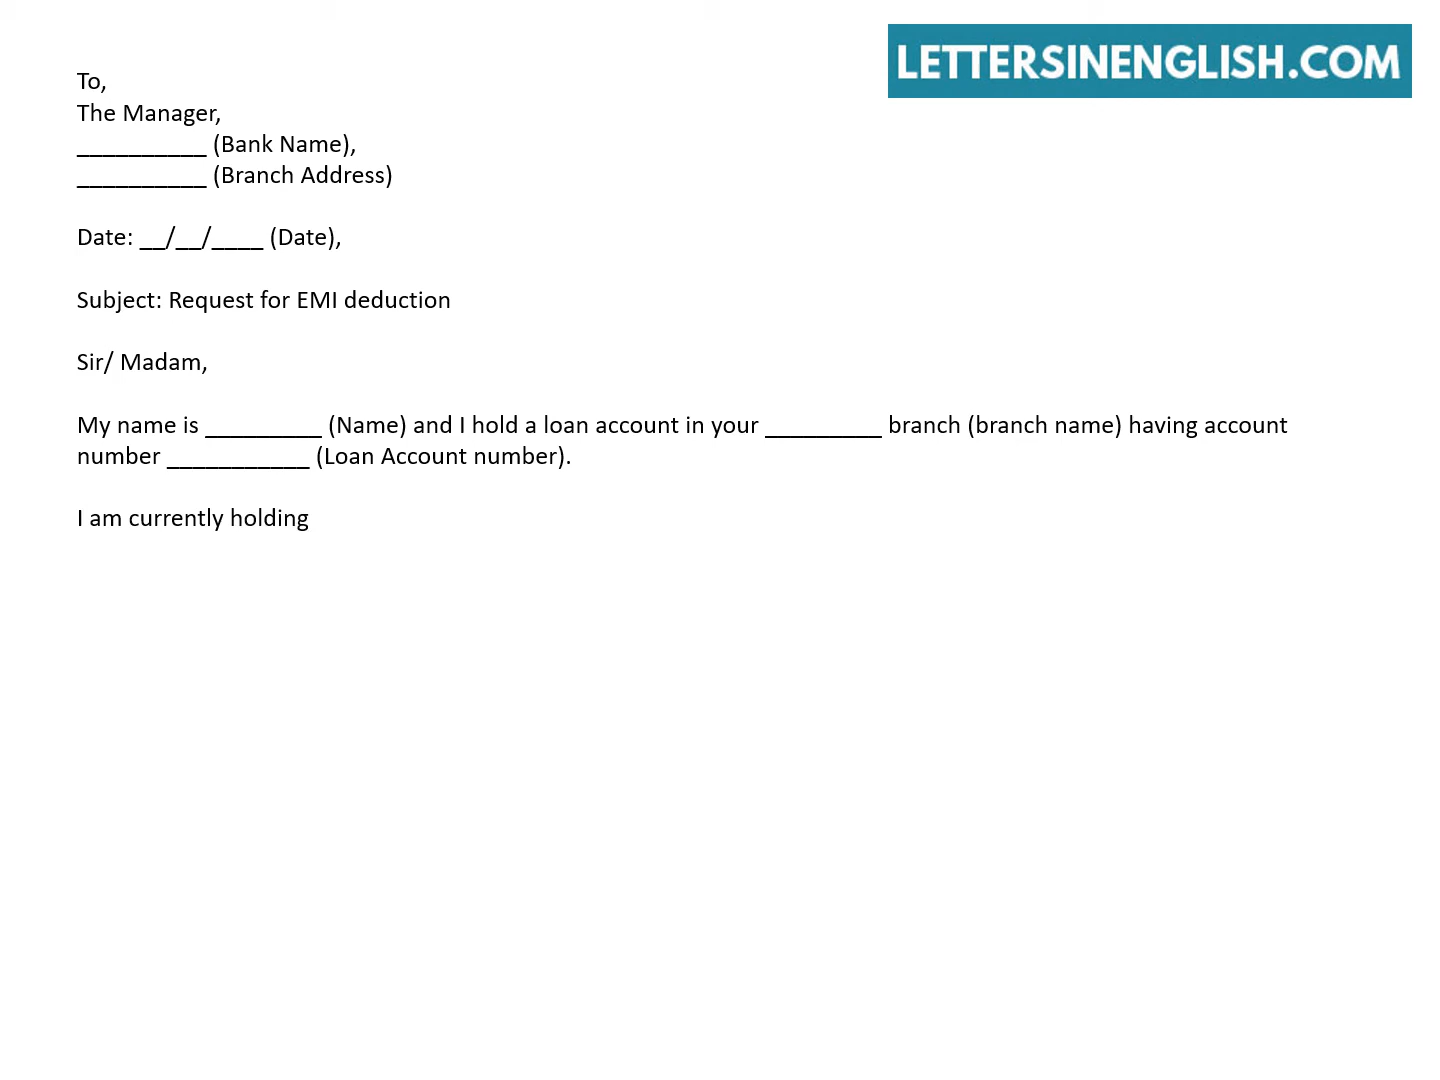 LETTERSINENGLISH.COM
To,
The Manager,
__________ (Bank Name),
__________ (Branch Address)
Date: __/__/____ (Date),
Subject: Request for EMI deduction
Sir/ Madam,
My name is _________ (Name) and I hold a loan account in your _________ branch (branch name) having account
number ___________ (Loan Account number).
I am currently holding